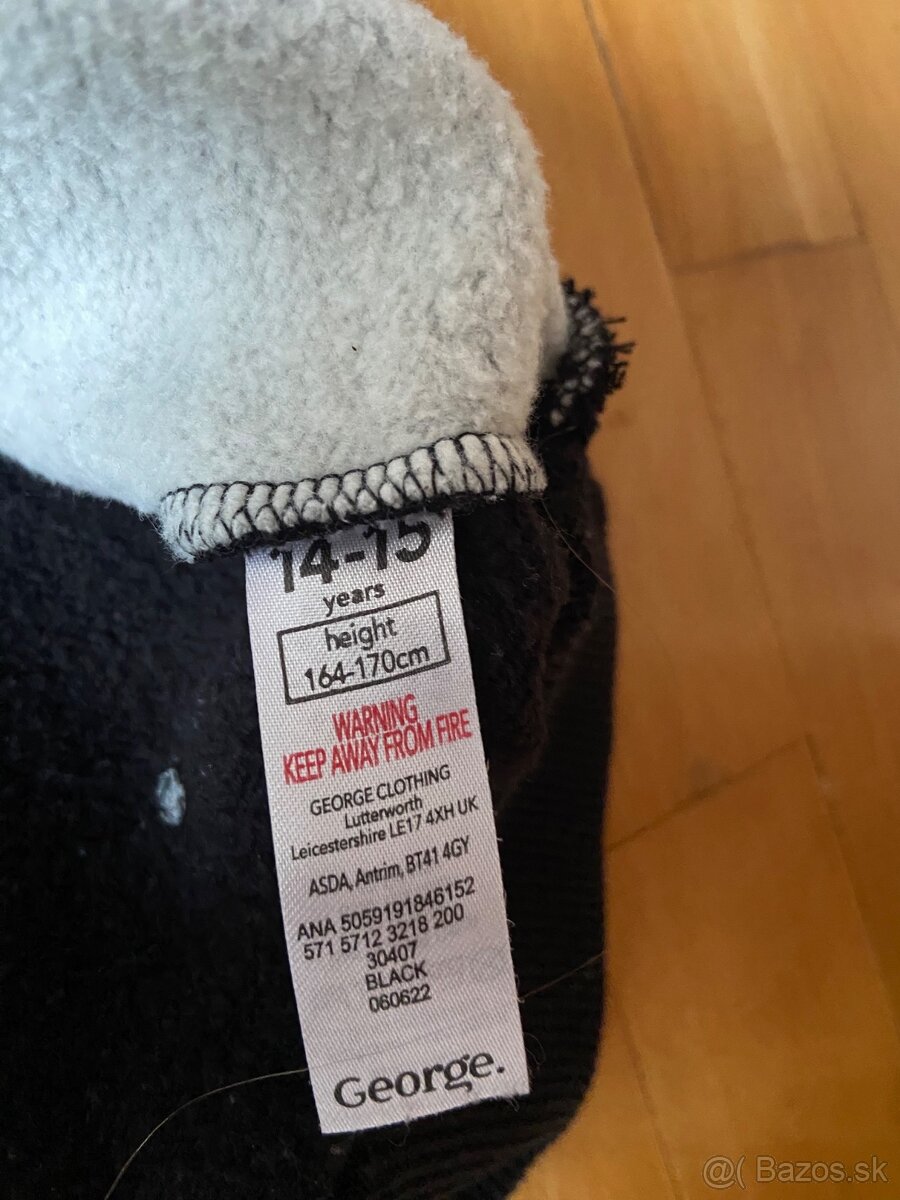 14-15
years
height
164-170cm
WARNING
KEEP AWAY FROM FIRE
GEORGE CLOTHING
Lutterworth
Leicestershire LE17 4XH UK
ASDA, Antrim, BT41 4GY
ANA 5059191846152
571 5712 3218 200
30407
BLACK
060622
George.
@( Bazos.sk